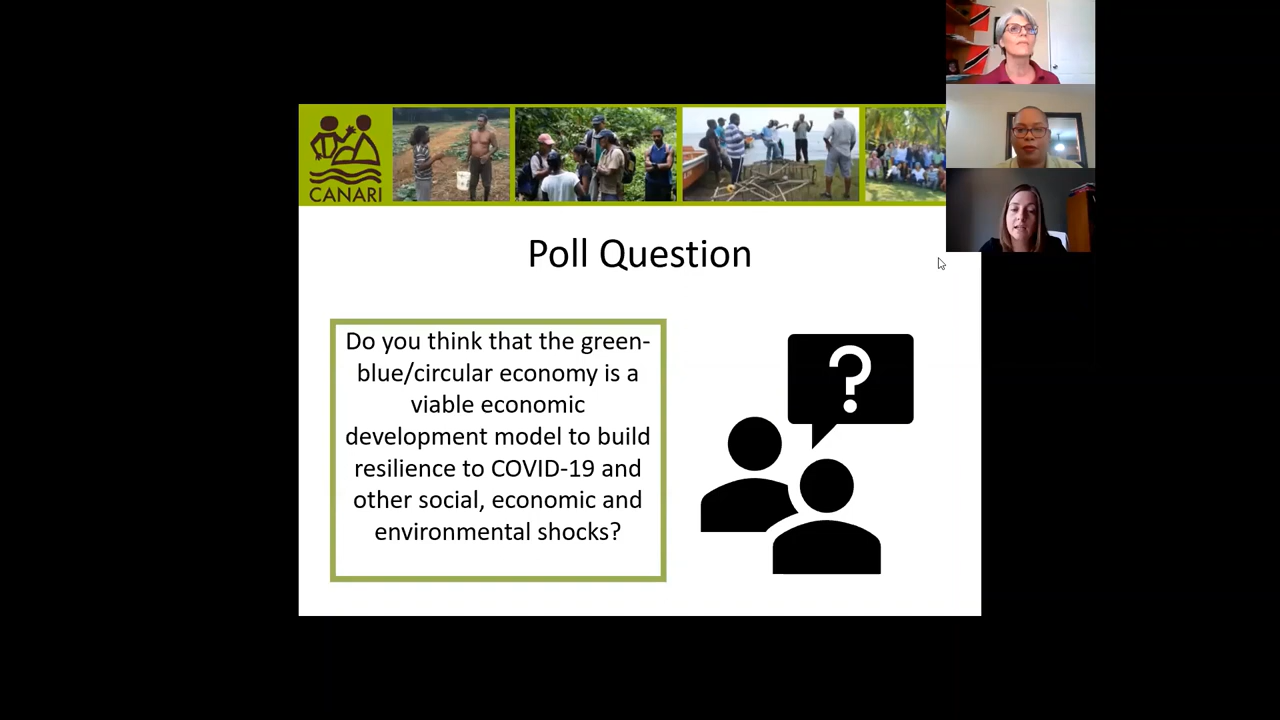 CANARI
Poll Question
Do you think that the green-
blue/circular economy is a
viable economic
development model to build
resilience to COVID-19 and
other social, economic and
environmental shocks?
?